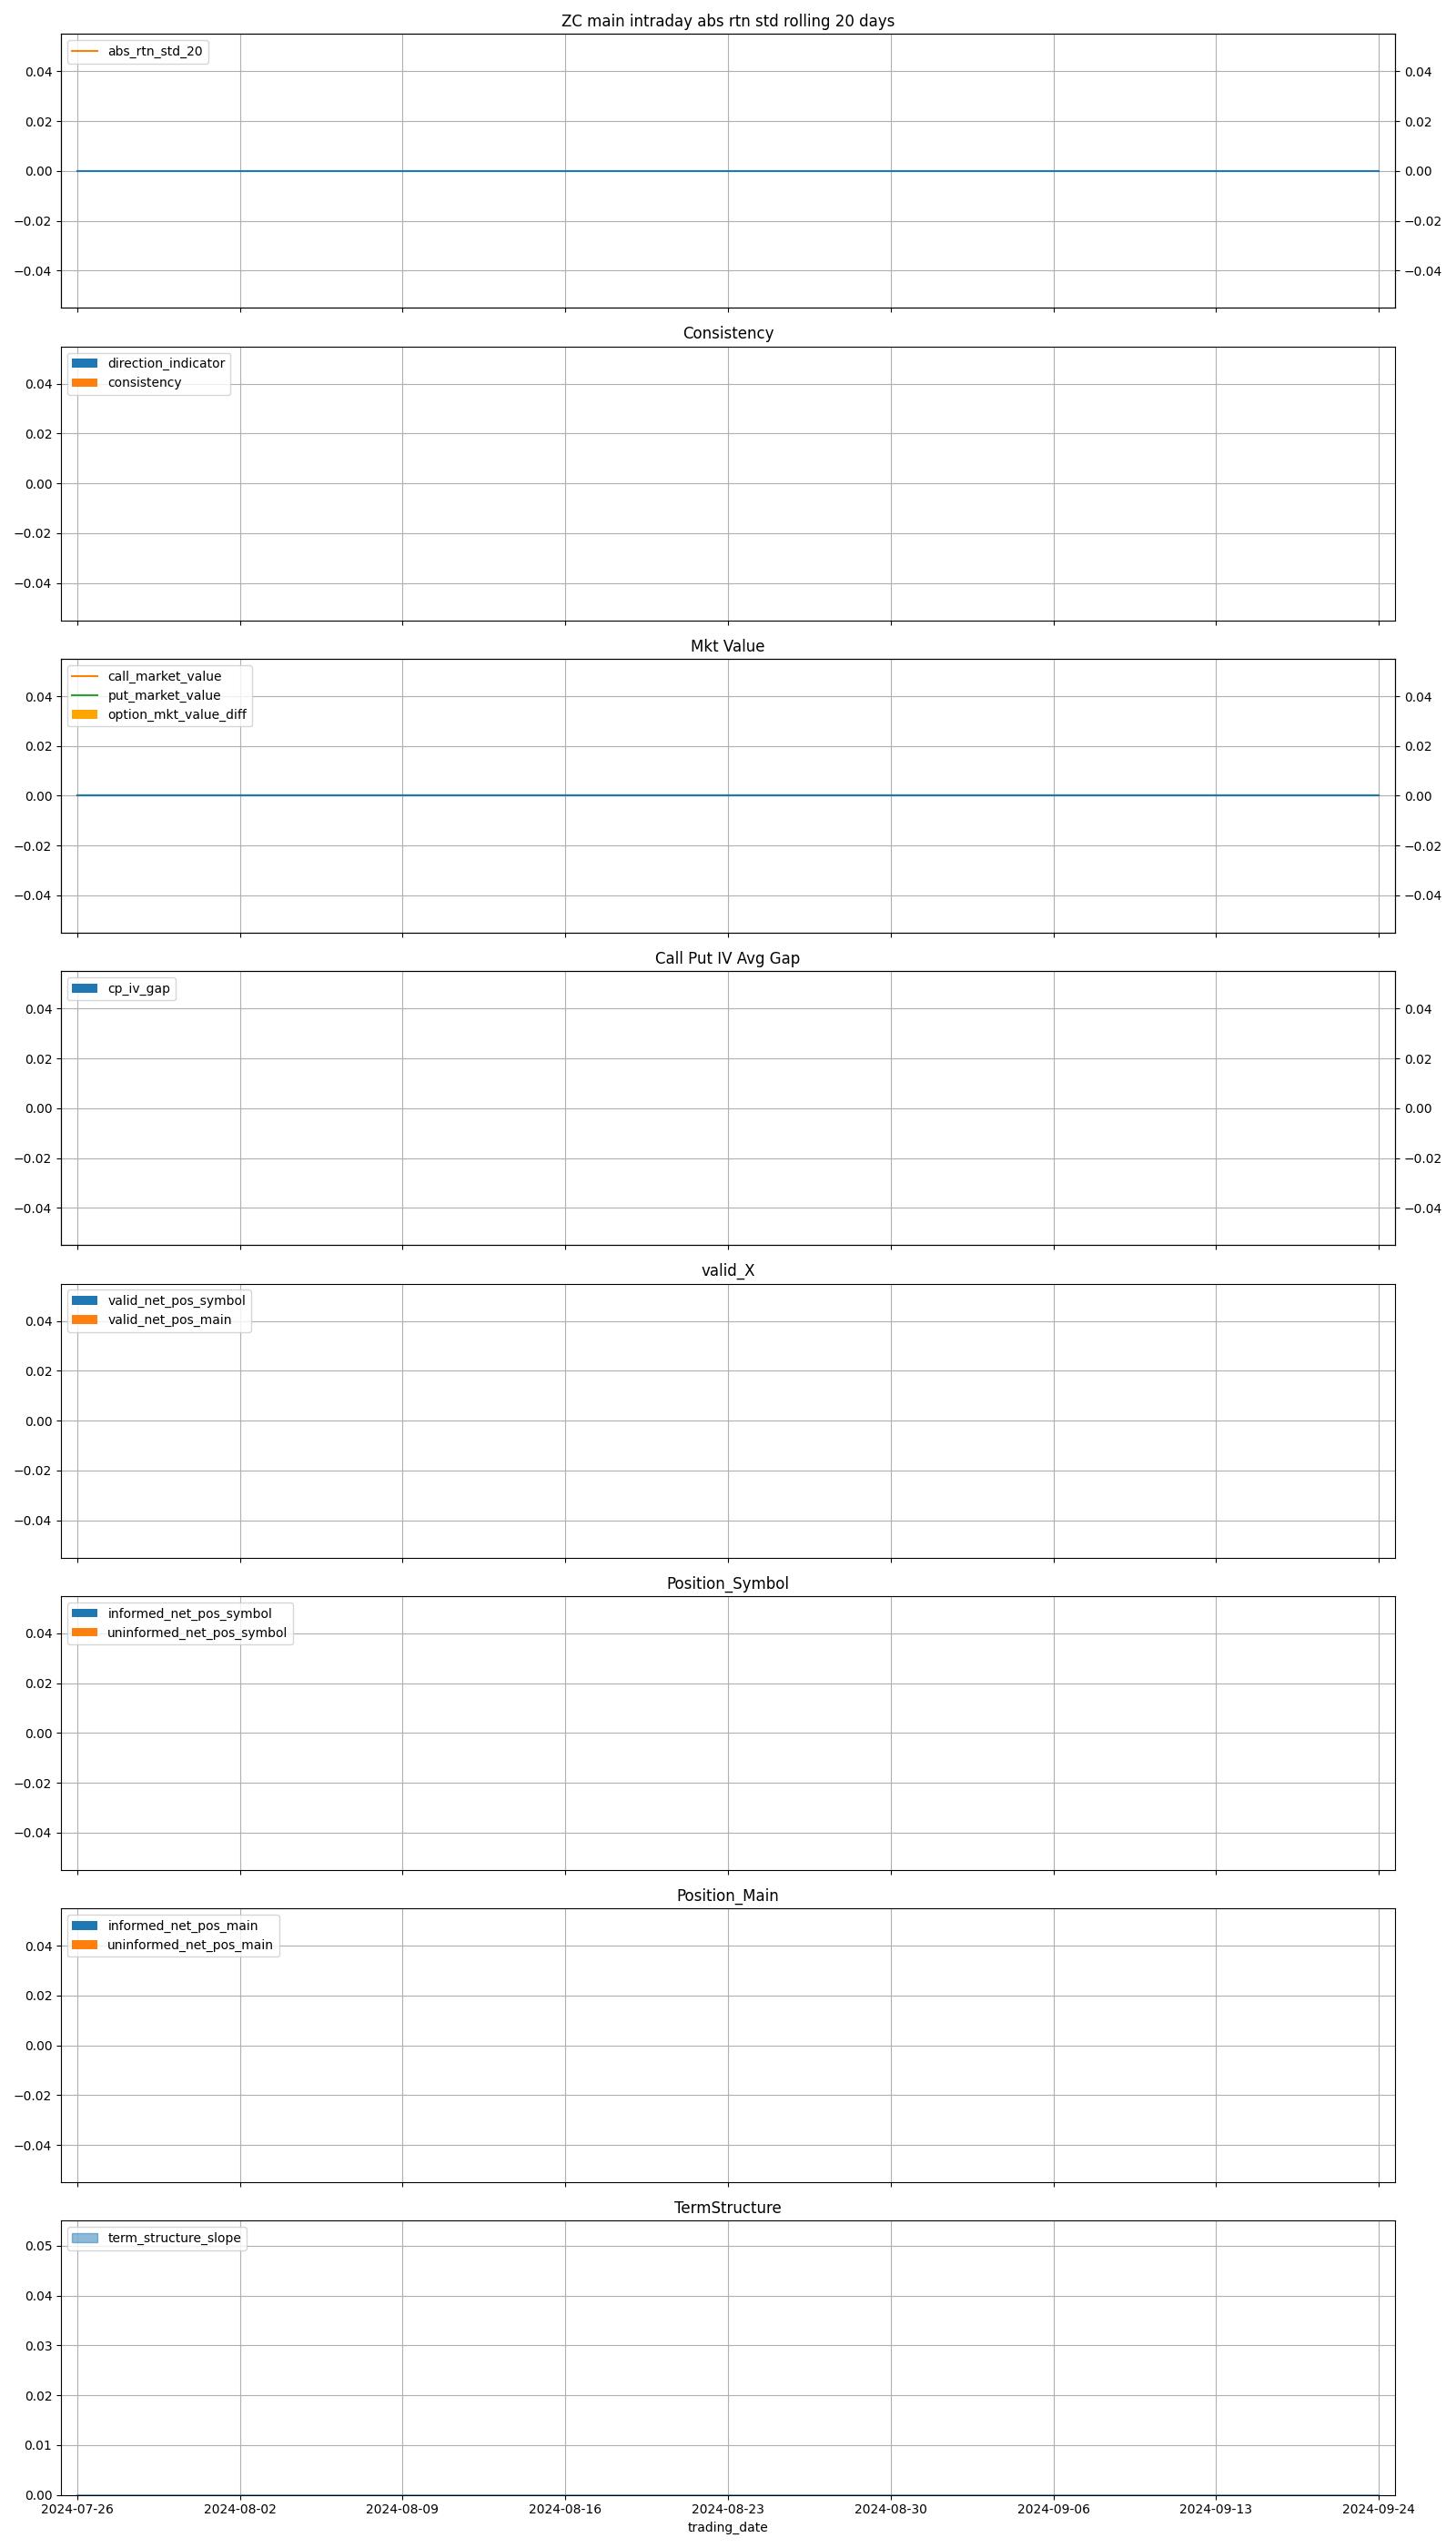 ZC main intraday abs rtn std rolling 20 days
abs_rtn_std_20
0.04 0.04
0.02 0.02
0.00 0.00
−0.02 −0.02
−0.04 −0.04
Consistency
direction_indicator
consistency
0.04
0.02
0.00
−0.02
−0.04
Mkt Value
call_market_value
put_market_value
option_mkt_value_diff
0.04 0.04
0.02 0.02
0.00 0.00
−0.02 −0.02
−0.04 −0.04
Call Put IV Avg Gap
cp_iv_gap
0.04 0.04
0.02 0.02
0.00 0.00
−0.02 −0.02
−0.04 −0.04
valid_X
valid_net_pos_symbol
valid_net_pos_main
0.04
0.02
0.00
−0.02
−0.04
Position_Symbol
informed_net_pos_symbol
uninformed_net_pos_symbol
0.04
0.02
0.00
−0.02
−0.04
Position_Main
informed_net_pos_main
uninformed_net_pos_main
0.04
0.02
0.00
−0.02
−0.04
TermStructure
term_structure_slope
0.05
0.04
0.03
0.02
0.01
0.00
2024-07-26 2024-08-02 2024-08-09 2024-08-16 2024-08-23 2024-08-30 2024-09-06 2024-09-13 2024-09-24
trading_date